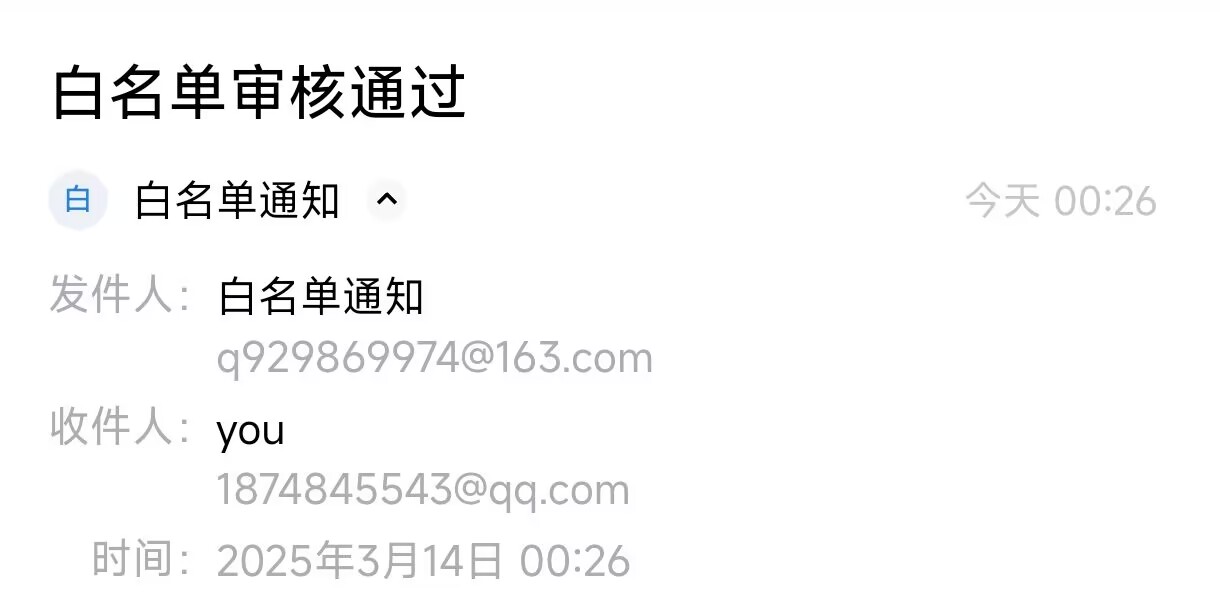 白名单审核通过
白 白名单通知 今天 00:26
发件人： 白名单通知
q929869974@163.com
收件人： you
1874845543@qq.com
时间： 2025年3月14日 00:26